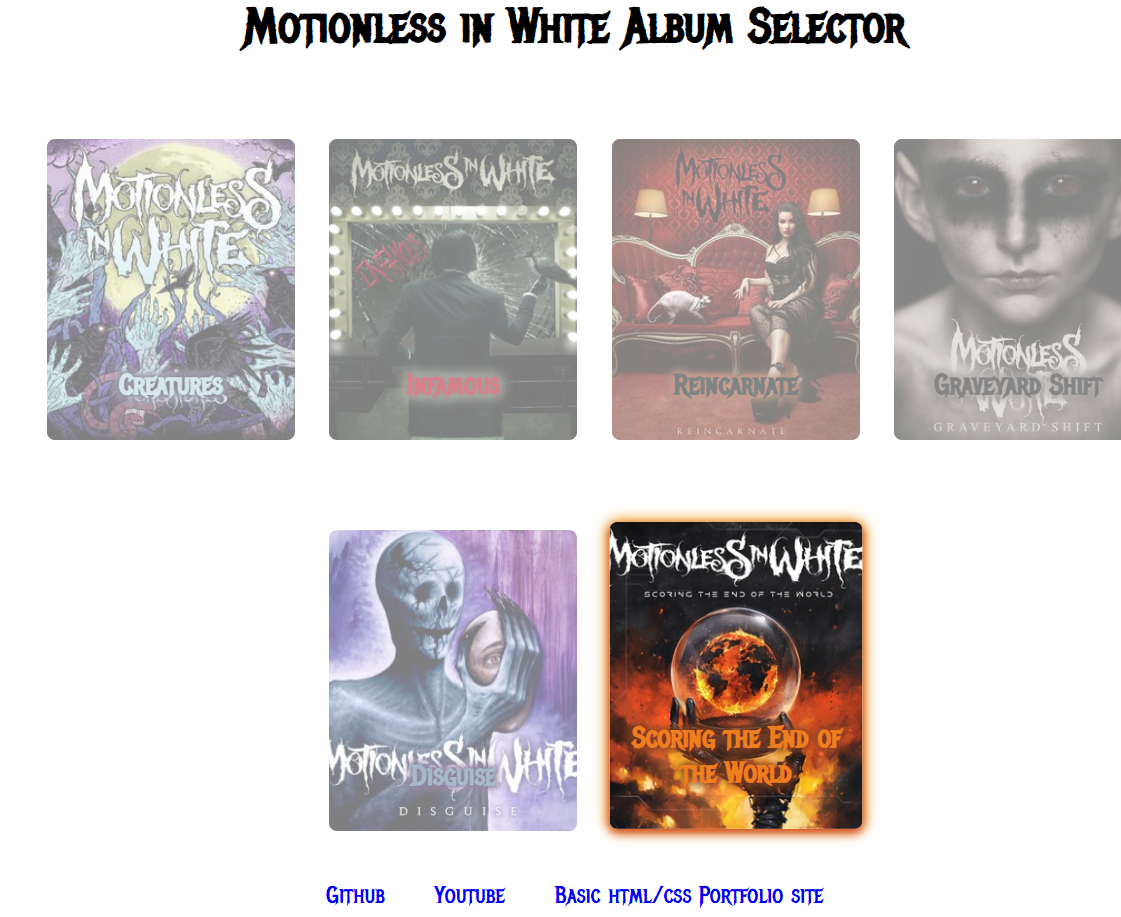 Motionless in White Album Selector
Motionless
in White
Creatures
CREATURES
Motionless in White
Infamous
Motionless
in White
Reincarnate
REINCARNATE
Motionless
Graveyard Shift
White
GRAVEYARD SHIFT
Motionless in White
Disguise
DISGUISE
Motionless in White
SCORING THE END OF THE WORLD
Scoring the End of
the World
Github Youtube Basic html/css Portfolio site